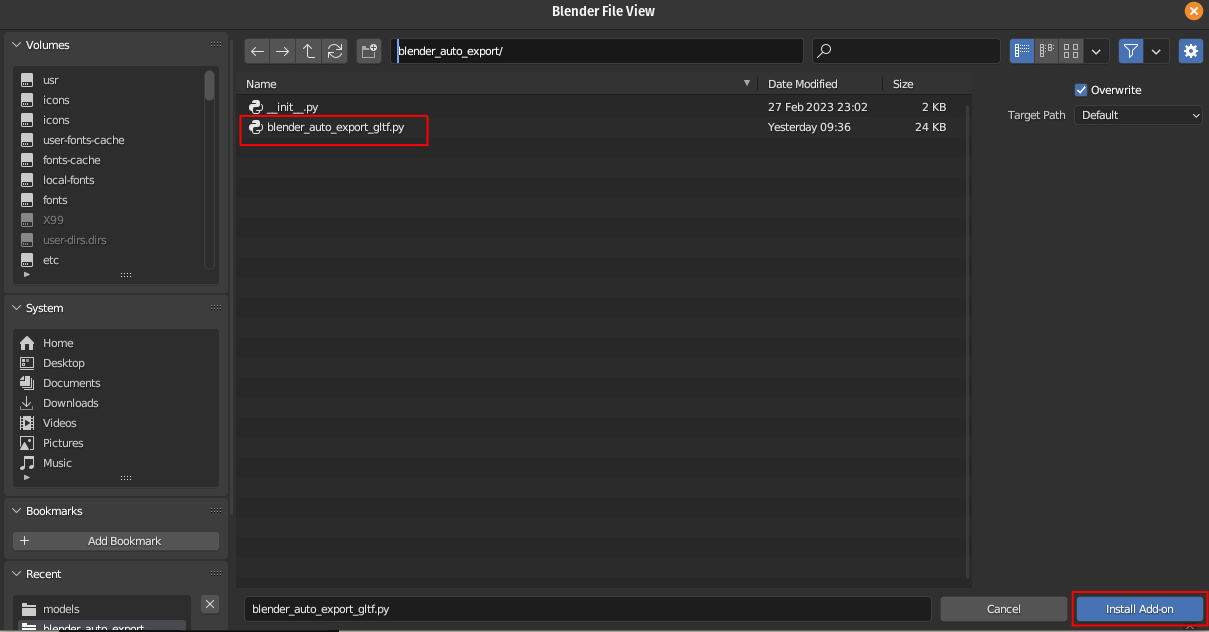 Blender File View
Volumes
usr
icons
icons
user-fonts-cache
fonts-cache
local-fonts
fonts
X99
user-dirs.dirs
etc
System
Home
Desktop
Documents
Downloads
Videos
Pictures
Music
Bookmarks
Add Bookmark
Recent
models
blender_auto_export
blender_auto_export/
Name Date Modified Size
__init__.py 27 Feb 2023 23:02 2 KB
blender_auto_export_gltf.py Yesterday 09:36 24 KB
Overwrite
Target Path Default
blender_auto_export_gltf.py
Cancel
Install Add-on